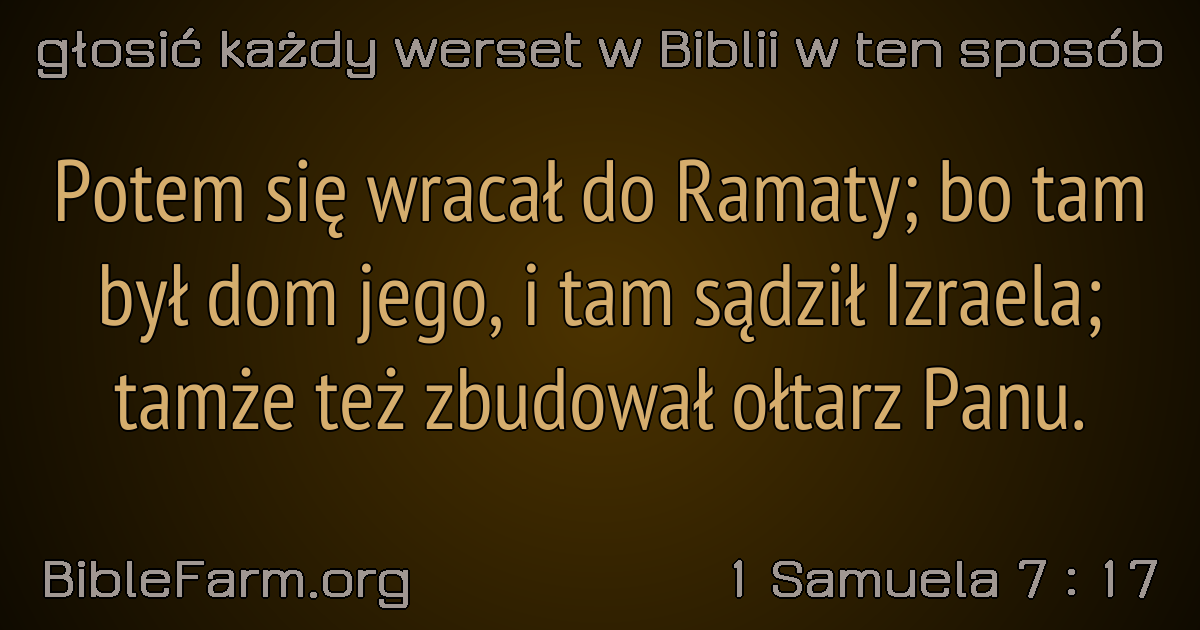 głosić każdy werset w Biblii w ten sposób
Potem się wracał do Ramaty; bo tam
był dom jego, i tam sądził Izraela;
tamże też zbudował ołtarz Panu.
BibleFarm.org
1 Samuela 7 : 17